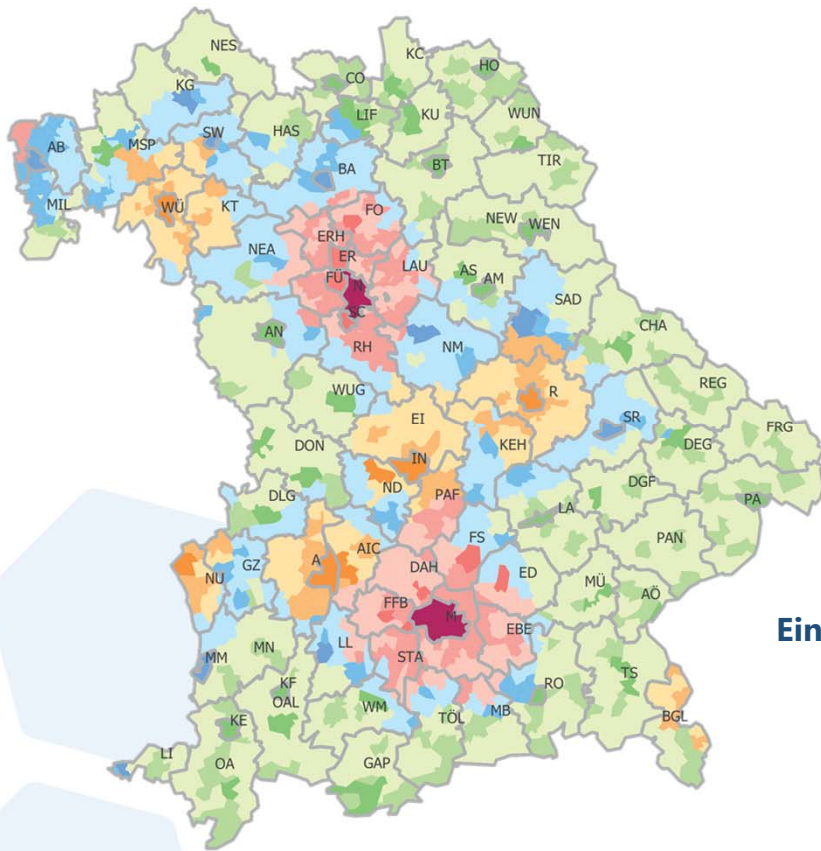 NES
KC
HO
CO
KG
LIF
KU
WUN
SW
HAS
AB
MSP
BT
TIR
BA
MIL
WÜ
KT
FO
NEW
WEN
ERH
NEA
ER
LAU
AS
AM
FÜ
N
SAD
SC
CHA
AN
RH
NM
REG
WUG
R
EI
SR
FRG
DON
KEH
DEG
IN
ND
DGF
PAF
DLG
PA
LA
FS
PAN
AIC
A
GZ
DAH
ED
NU
MÜ
AÖ
FFB
M
EBE
Ein
LL
MN
STA
MM
TS
KF
RO
OAL
WM
MB
TÖL
BGL
KE
LI
OA
GAP